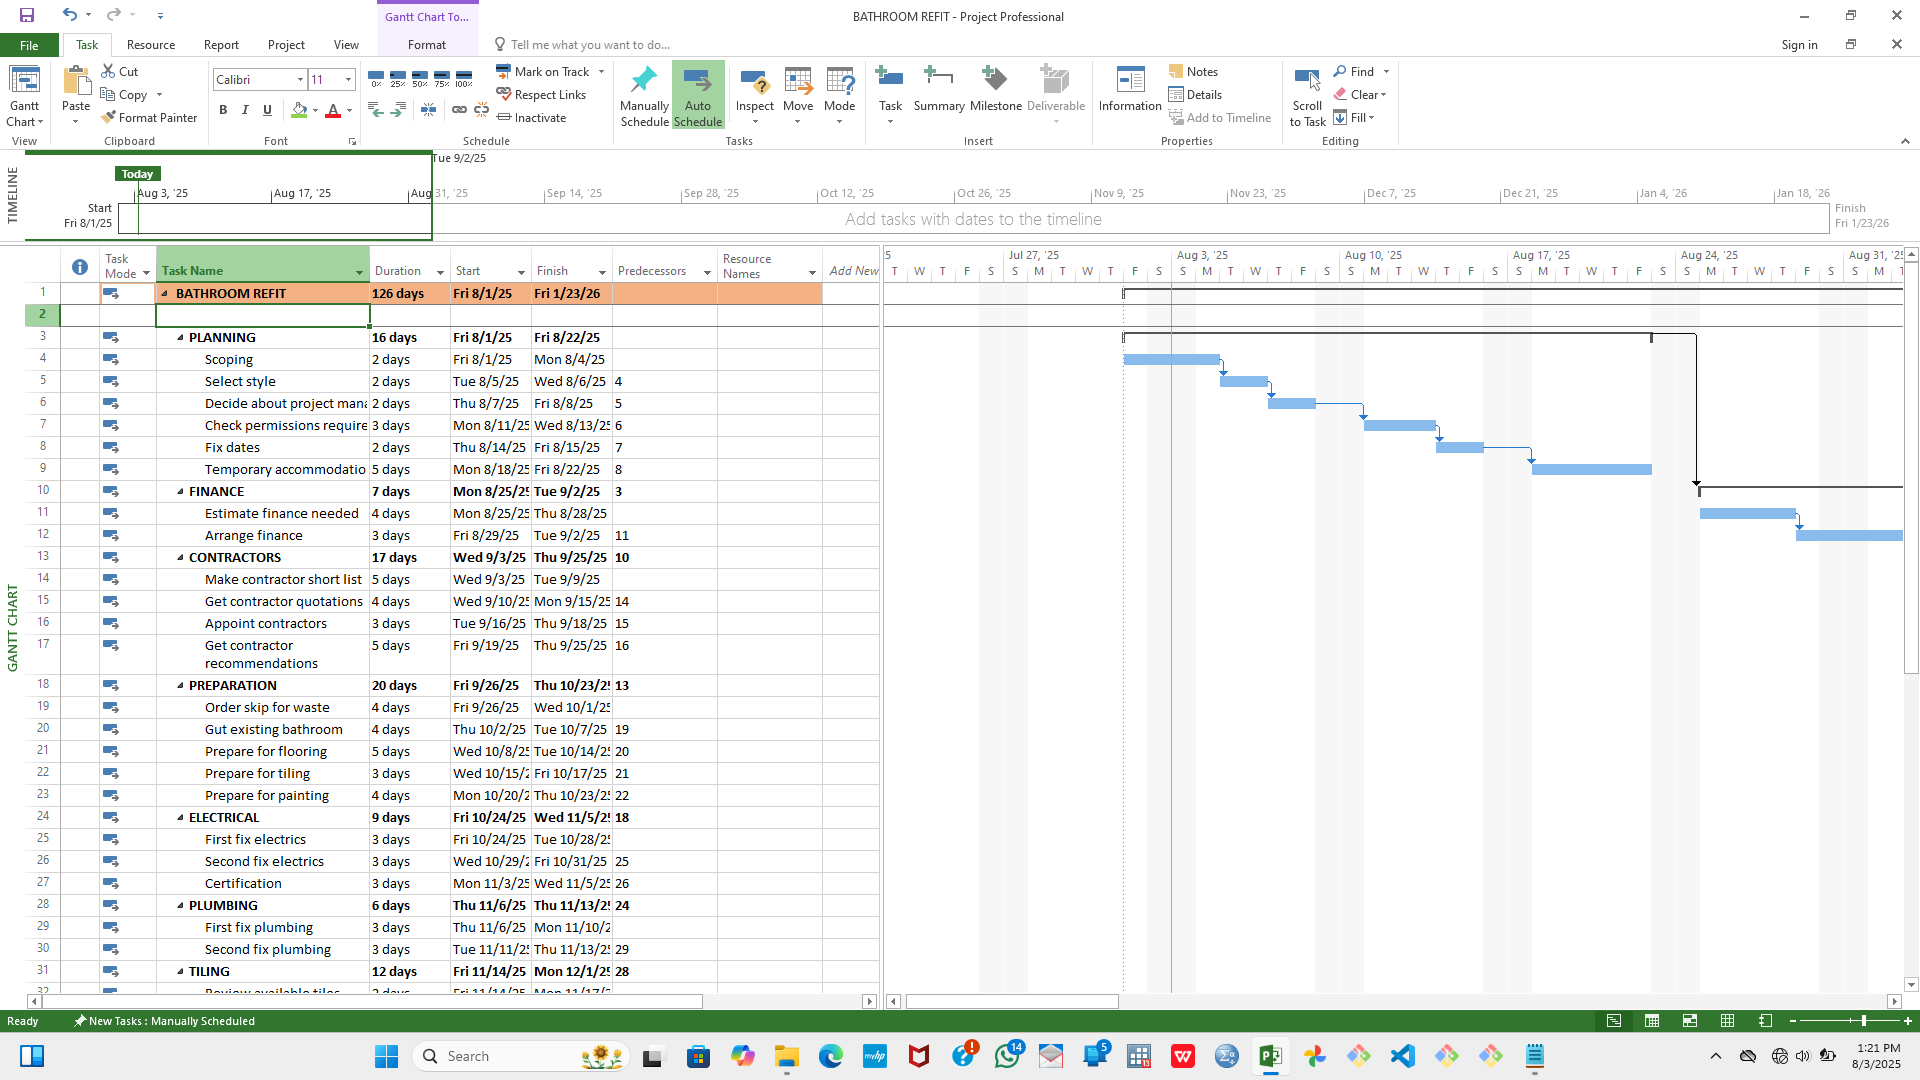 Gantt Chart To...
BATHROOM REFIT - Project Professional
File Task Resource Report Project View Format Tell me what you want to do... Sign in
Gantt Chart
View
Paste
Cut
Copy
Format Painter
Clipboard
Calibri 11
B I U A
Font
0% 25% 50% 75% 100%
Mark on Track
Respect Links
Inactivate
Schedule
Manually Schedule
Auto Schedule
Inspect
Move
Mode
Tasks
Task
Summary
Milestone
Deliverable
Insert
Information
Notes
Details
Add to Timeline
Properties
Scroll to Task
Find
Clear
Fill
Editing
TIMELINE
Tue 9/2/25
Today
Aug 3, '25 Aug 17, '25 Aug 31, '25 Sep 14, '25 Sep 28, '25 Oct 12, '25 Oct 26, '25 Nov 9, '25 Nov 23, '25 Dec 7, '25 Dec 21, '25 Jan 4, '26 Jan 18, '26
Start
Fri 8/1/25
Add tasks with dates to the timeline
Finish
Fri 1/23/26
Task Mode Task Name Duration Start Finish Predecessors Resource Names Add New
5 Jul 27, '25 Aug 3, '25 Aug 10, '25 Aug 17, '25 Aug 24, '25 Aug 31, '25
T W T F S S M T W T F S S M T W T F S S M T W T F S S M T W T F S S M T W T F S S M T
GANTT CHART
1 BATHROOM REFIT 126 days Fri 8/1/25 Fri 1/23/26
2
3 PLANNING 16 days Fri 8/1/25 Fri 8/22/25
4 Scoping 2 days Fri 8/1/25 Mon 8/4/25
5 Select style 2 days Tue 8/5/25 Wed 8/6/25 4
6 Decide about project mana 2 days Thu 8/7/25 Fri 8/8/25 5
7 Check permissions require 3 days Mon 8/11/25 Wed 8/13/25 6
8 Fix dates 2 days Thu 8/14/25 Fri 8/15/25 7
9 Temporary accommodatio 5 days Mon 8/18/25 Fri 8/22/25 8
10 FINANCE 7 days Mon 8/25/25 Tue 9/2/25 3
11 Estimate finance needed 4 days Mon 8/25/25 Thu 8/28/25
12 Arrange finance 3 days Fri 8/29/25 Tue 9/2/25 11
13 CONTRACTORS 17 days Wed 9/3/25 Thu 9/25/25 10
14 Make contractor short list 5 days Wed 9/3/25 Tue 9/9/25
15 Get contractor quotations 4 days Wed 9/10/25 Mon 9/15/25 14
16 Appoint contractors 3 days Tue 9/16/25 Thu 9/18/25 15
17 Get contractor recommendations 5 days Fri 9/19/25 Thu 9/25/25 16
18 PREPARATION 20 days Fri 9/26/25 Thu 10/23/25 13
19 Order skip for waste 4 days Fri 9/26/25 Wed 10/1/25
20 Gut existing bathroom 4 days Thu 10/2/25 Tue 10/7/25 19
21 Prepare for flooring 5 days Wed 10/8/25 Tue 10/14/25 20
22 Prepare for tiling 3 days Wed 10/15/2 Fri 10/17/25 21
23 Prepare for painting 4 days Mon 10/20/2 Thu 10/23/25 22
24 ELECTRICAL 9 days Fri 10/24/25 Wed 11/5/25 18
25 First fix electrics 3 days Fri 10/24/25 Tue 10/28/25
26 Second fix electrics 3 days Wed 10/29/2 Fri 10/31/25 25
27 Certification 3 days Mon 11/3/25 Wed 11/5/25 26
28 PLUMBING 6 days Thu 11/6/25 Thu 11/13/25 24
29 First fix plumbing 3 days Thu 11/6/25 Mon 11/10/2
30 Second fix plumbing 3 days Tue 11/11/25 Thu 11/13/25 29
31 TILING 12 days Fri 11/14/25 Mon 12/1/25 28
32 Review available tiles 2 days Fri 11/14/25 Mon 11/17/2
Ready New Tasks : Manually Scheduled
Search
myhp
14
5
1:21 PM
8/3/2025